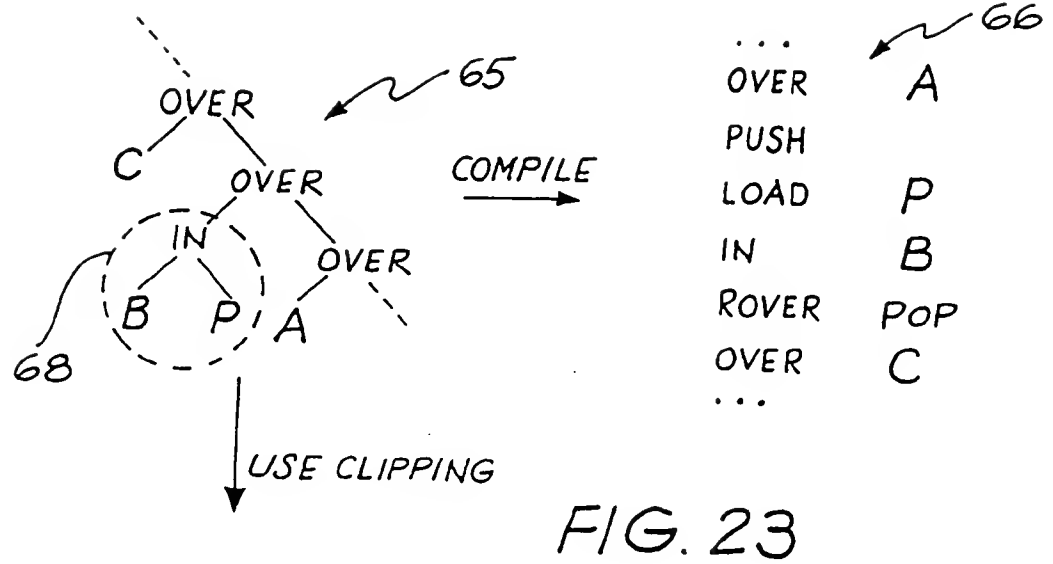 OVER
65
C
OVER
IN
OVER
B P A
68
COMPILE
66
...
OVER A
PUSH
LOAD P
IN B
ROVER POP
OVER C
...
USE CLIPPING
FIG. 23